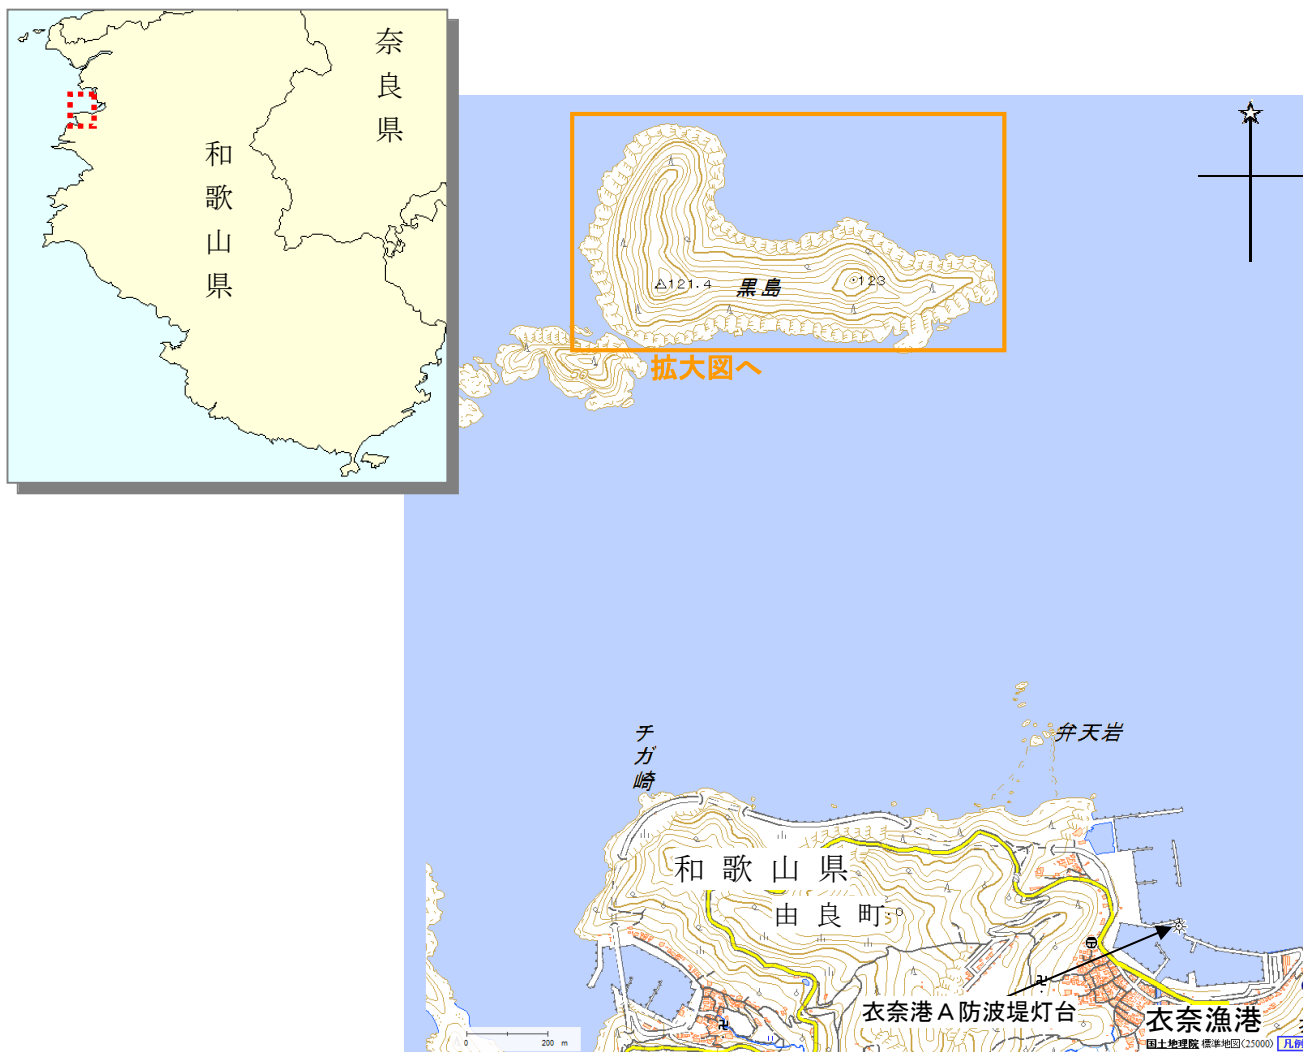 奈良県
和歌山県
121.4
黒島
123
拡大図へ
56
チガ崎
弁天岩
和歌山県
由良町
衣奈港A防波堤灯台
衣奈漁港
0 200 m
国土地理院 標準地図(25000) 凡例